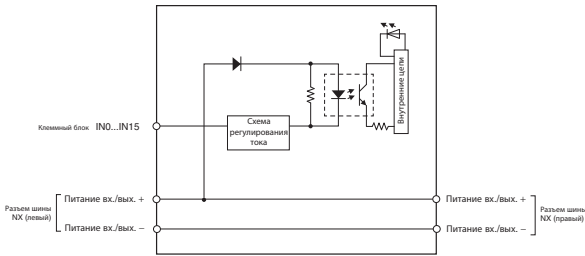 Внутренние цепи
Клеммный блок IN0...IN15
Схема
регулирования
тока
Разъем шины
NX (левый)
Питание вх./вых. +
Питание вх./вых. −
Питание вх./вых. +
Питание вх./вых. −
Разъем шины
NX (правый)